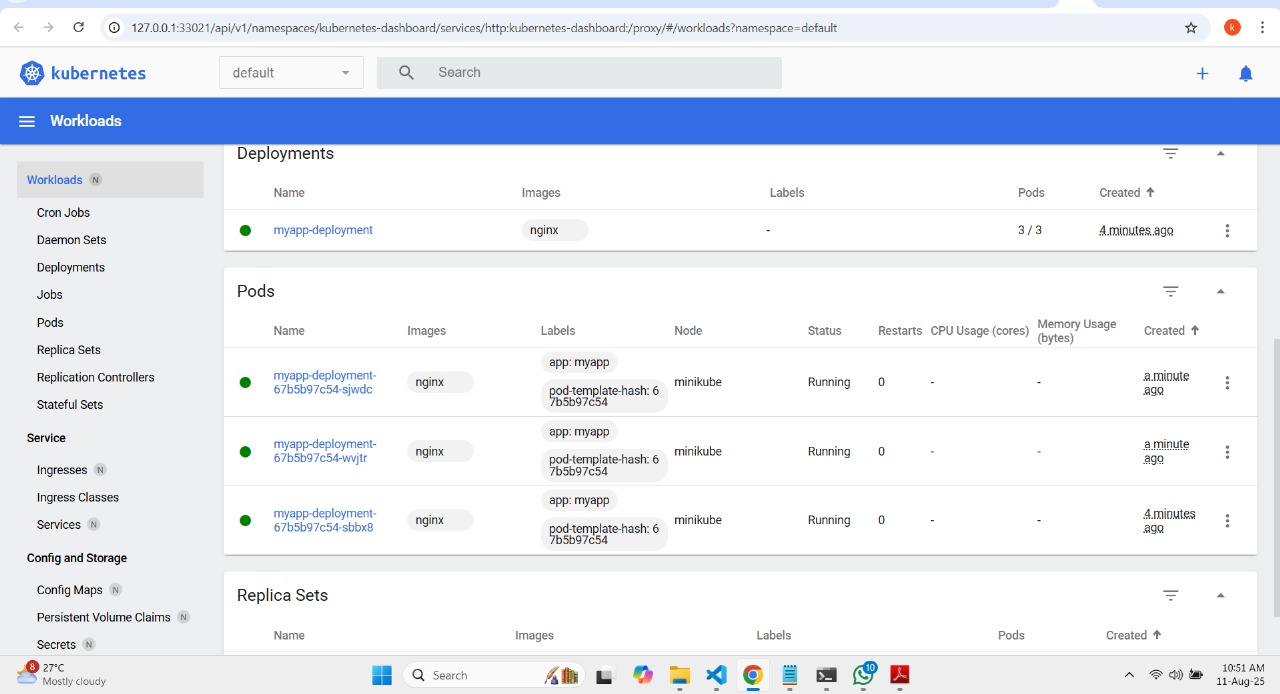 127.0.0.1:33021/api/v1/namespaces/kubernetes-dashboard/services/http:kubernetes-dashboard:/proxy/#/workloads?namespace=default
k
kubernetes
default
Search
Workloads
Workloads N
Cron Jobs
Daemon Sets
Deployments
Jobs
Pods
Replica Sets
Replication Controllers
Stateful Sets
Service
Ingresses N
Ingress Classes
Services N
Config and Storage
Config Maps N
Persistent Volume Claims N
Secrets N
Deployments
Name Images Labels Pods Created
myapp-deployment nginx - 3 / 3 4 minutes ago
Pods
Name Images Labels Node Status Restarts CPU Usage (cores) Memory Usage (bytes) Created
myapp-deployment-67b5b97c54-sjwdc nginx app: myapp pod-template-hash: 67b5b97c54 minikube Running 0 - - a minute ago
myapp-deployment-67b5b97c54-wvjtr nginx app: myapp pod-template-hash: 67b5b97c54 minikube Running 0 - - a minute ago
myapp-deployment-67b5b97c54-sbbx8 nginx app: myapp pod-template-hash: 67b5b97c54 minikube Running 0 - - 4 minutes ago
Replica Sets
Name Images Labels Pods Created
8
27°C
Mostly cloudy
Search
10
10:51 AM
11-Aug-25